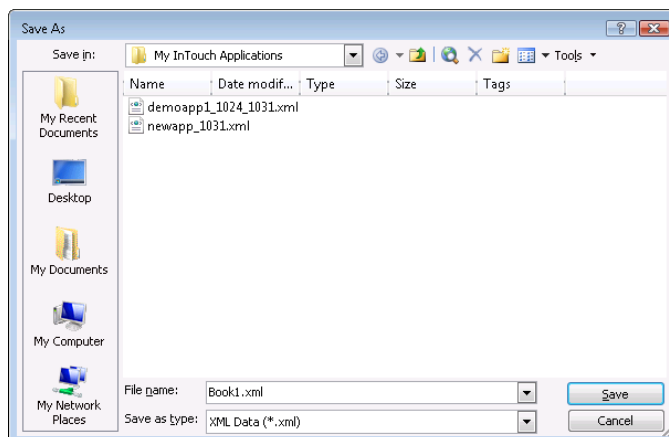 Save As
Save in:
My InTouch Applications
Tools
Name
Date modif...
Type
Size
Tags
My Recent
Documents
demoapp1_1024_1031.xml
newapp_1031.xml
Desktop
My Documents
My Computer
My Network
Places
File name:
Book1.xml
Save
Save as type:
XML Data (*.xml)
Cancel